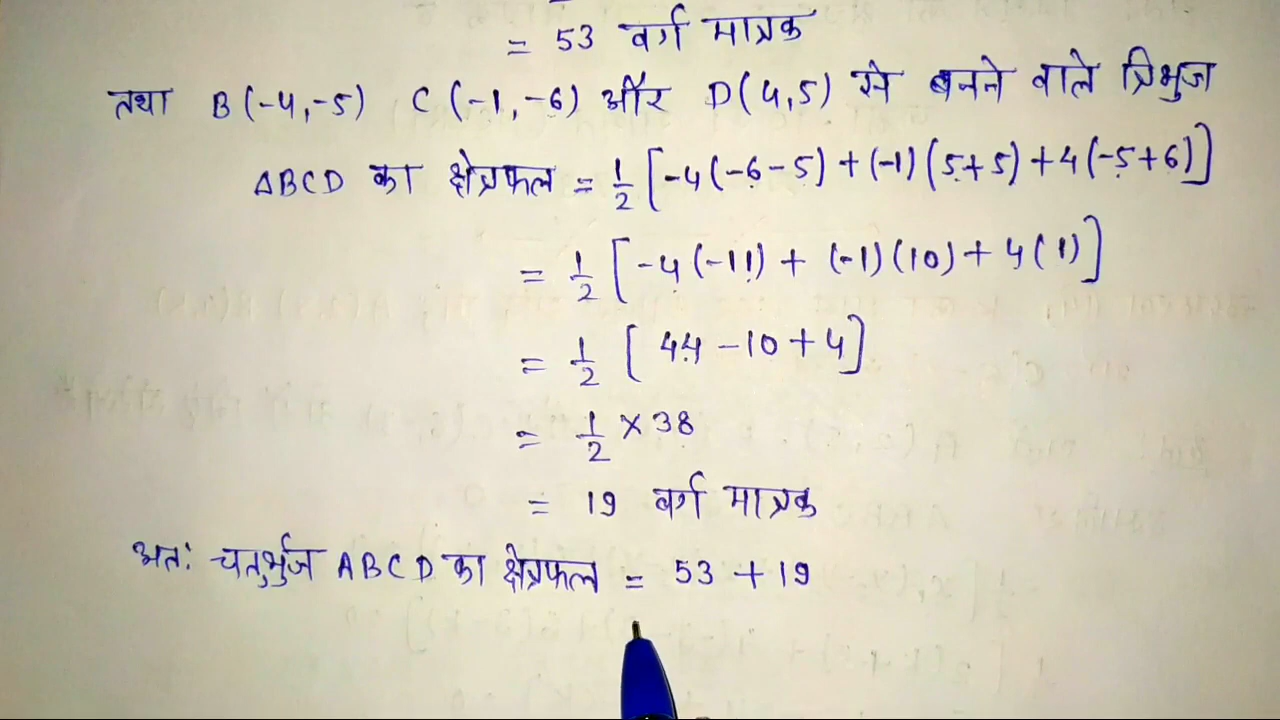 = 53 वर्ग मात्रक
तथा B(-4,-5) C(-1,-6) और D(4,5) से बनने वाले त्रिभुज
ABCD का क्षेत्रफल = 1/2 [-4(-6-5) + (-1)(5+5) + 4(-5+6)]
= 1/2 [-4(-11) + (-1)(10) + 4(1)]
= 1/2 [44 - 10 + 4]
= 1/2 × 38
= 19 वर्ग मात्रक
अतः चतुर्भुज ABCD का क्षेत्रफल = 53 + 19